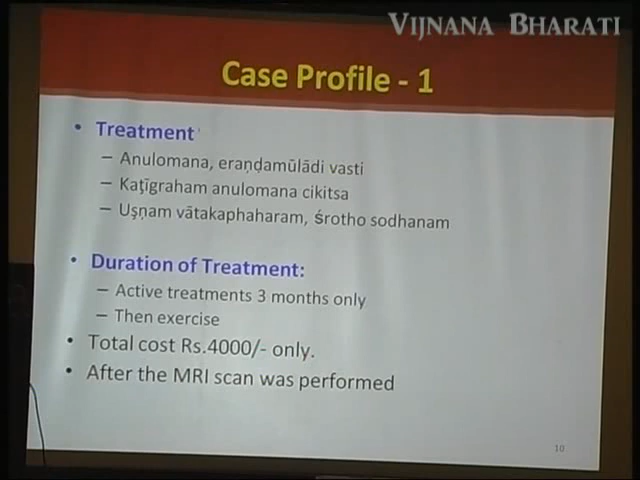 VIJNANA BHARATI
Case Profile - 1
• Treatment
– Anulomana, eraṇḍamūlādi vasti
– Kaṭīgraham anulomana cikitsa
– Uṣṇam vātakaphaharam, śrotho sodhanam
• Duration of Treatment:
– Active treatments 3 months only
– Then exercise
• Total cost Rs.4000/- only.
• After the MRI scan was performed
10